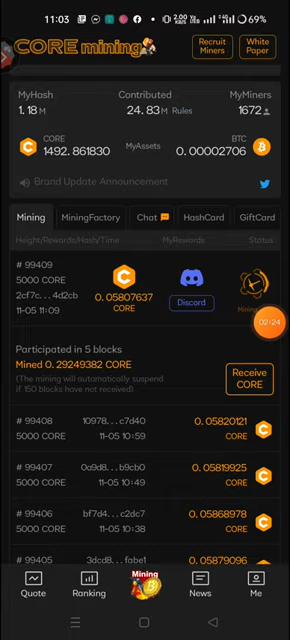 11:03
2.00
KB/S
69%
CORE mining
Recruit Miners
White Paper
MyHash
Contributed
MyMiners
1.18 M
24.83 M Rules
1672
CORE
1492.861830
MyAssets
BTC
0.00002706
Brand Update Announcement
Mining
MiningFactory
Chat
HashCard
GiftCard
Height/Rewards/Hash/Time
MyRewards
Status
# 99409
5000 CORE
2cf7c...4d2cb
11-05 11:09
0.05807637
CORE
Discord
Mining
02:24
Participated in 5 blocks
Mined 0.29249382 CORE
(The mining will automatically suspend
if 150 blocks have not received)
Receive
CORE
# 99408
10978...c7d40
0.05820121
5000 CORE
11-05 10:59
CORE
# 99407
0a9d8...b9cb0
0.05819925
5000 CORE
11-05 10:49
CORE
# 99406
bf7d4...c2dc7
0.05868978
5000 CORE
11-05 10:38
CORE
# 99405
3dcd8...fabe1
0.05879096
Quote
Ranking
Mining
News
Me